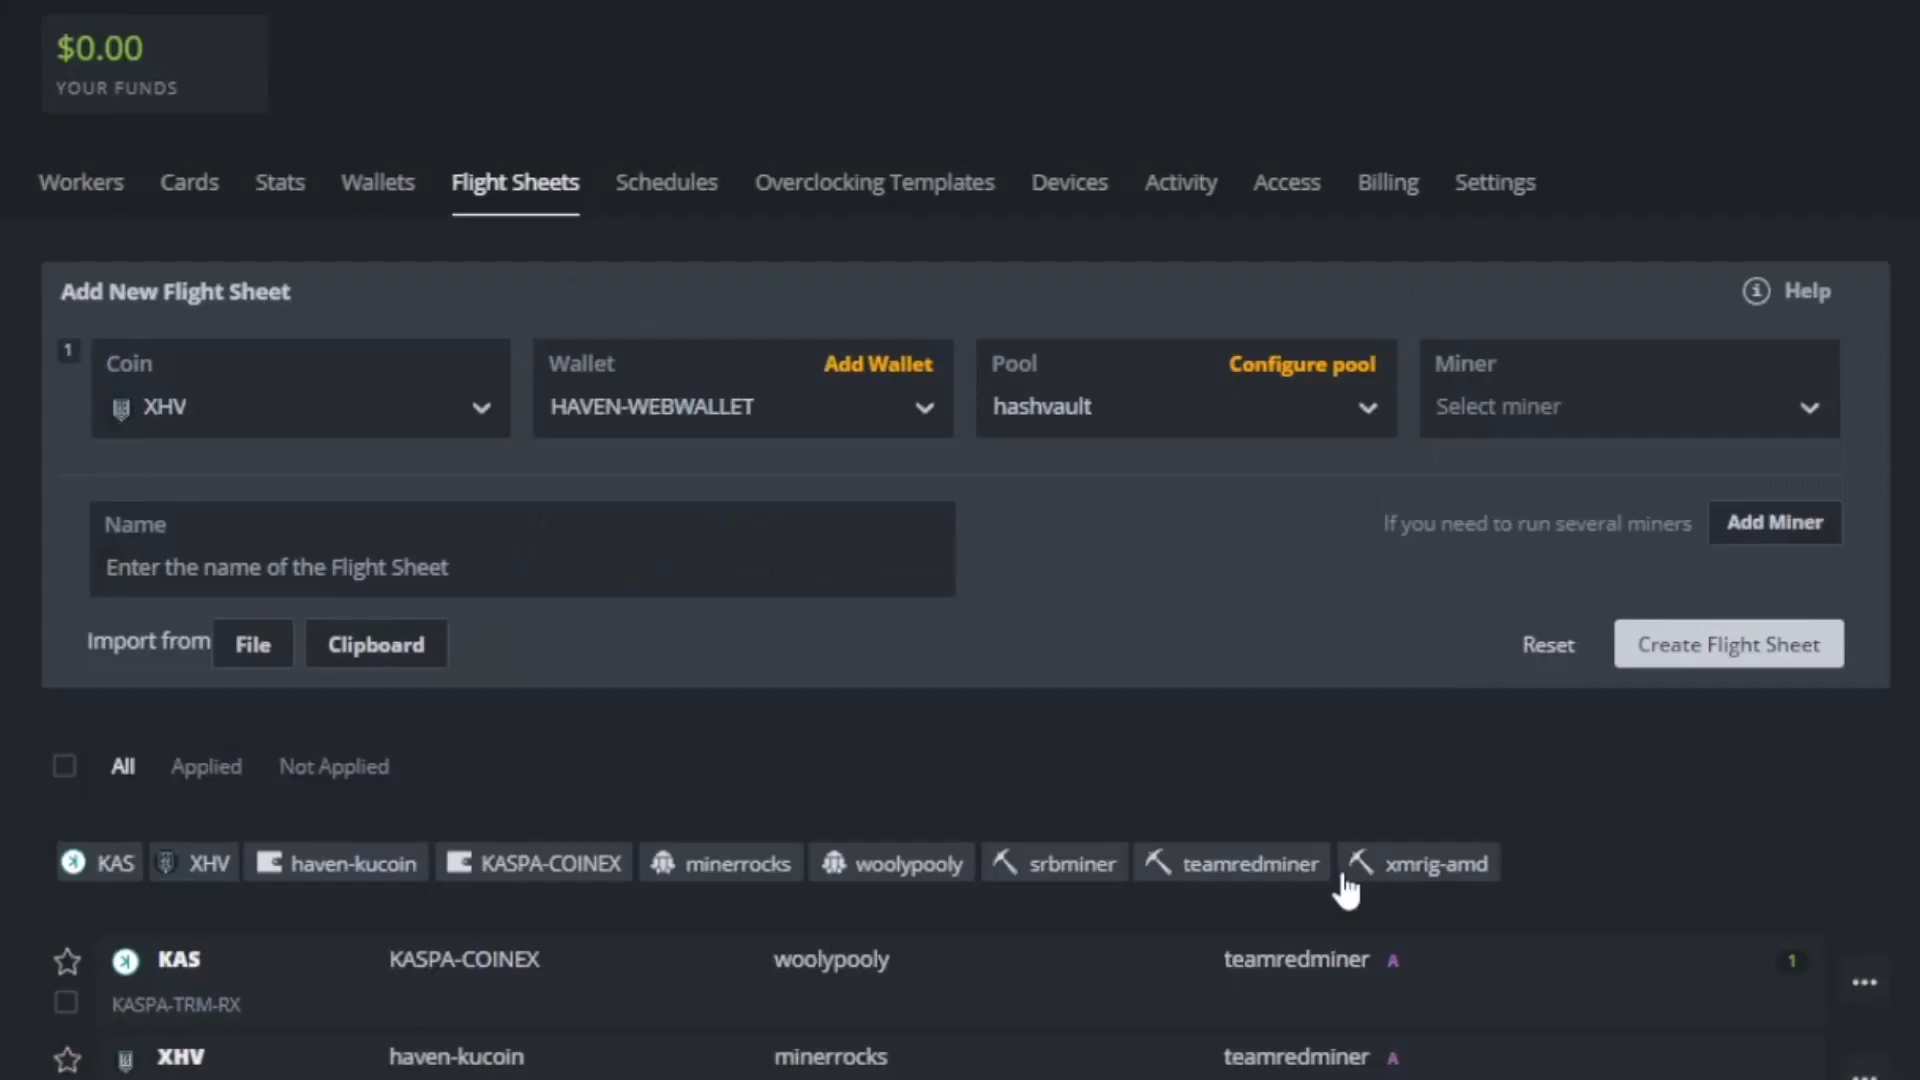 $0.00
YOUR FUNDS
Workers Cards Stats Wallets Flight Sheets Schedules Overclocking Templates Devices Activity Access Billing Settings
Add New Flight Sheet Help
1 Coin Wallet Add Wallet Pool Configure pool Miner
XHV HAVEN-WEBWALLET hashvault Select miner
Name If you need to run several miners Add Miner
Enter the name of the Flight Sheet
Import from File Clipboard Reset Create Flight Sheet
All Applied Not Applied
KAS XHV haven-kucoin KASPA-COINEX minerrocks woolypooly srbminer teamredminer xmrig-amd
KAS KASPA-COINEX woolypooly teamredminer A 1
KASPA-TRM-RX
XHV haven-kucoin minerrocks teamredminer A